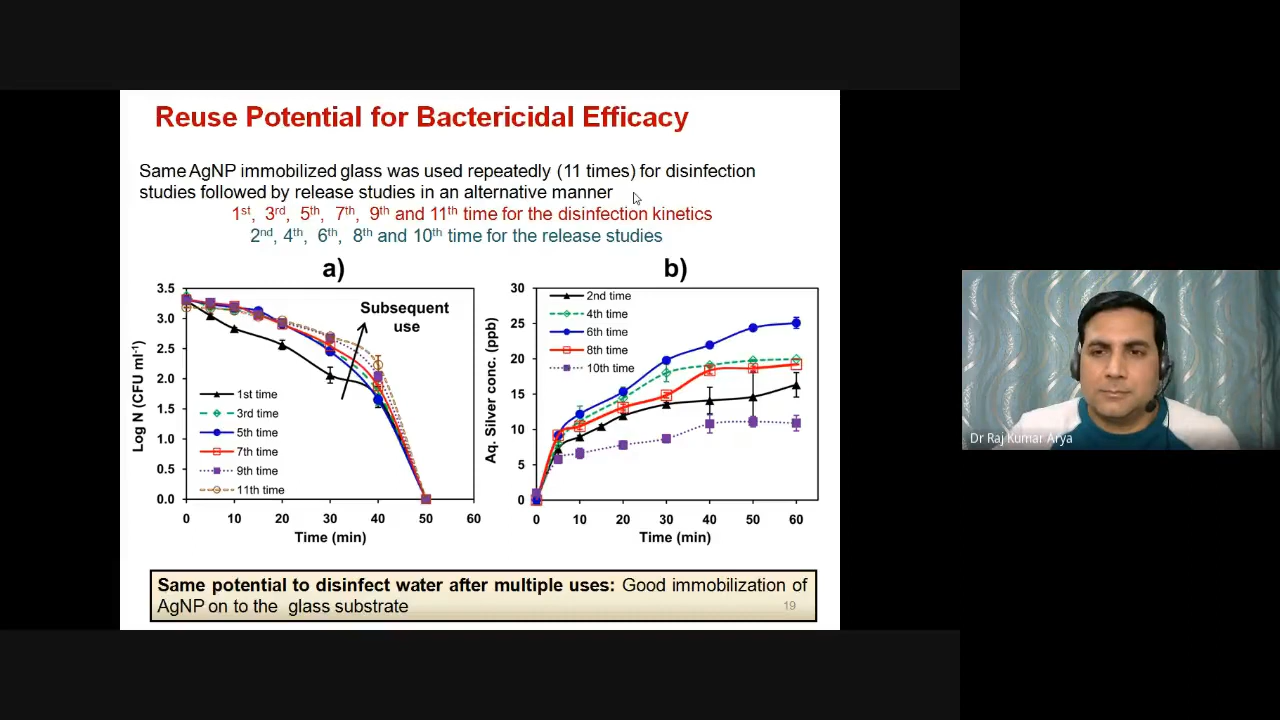 Reuse Potential for Bactericidal Efficacy
Same AgNP immobilized glass was used repeatedly (11 times) for disinfection
studies followed by release studies in an alternative manner
1st, 3rd, 5th, 7th, 9th and 11th time for the disinfection kinetics
2nd, 4th, 6th, 8th and 10th time for the release studies
a)
Subsequent
use
Log N (CFU ml-1)
3.5
3.0
2.5
2.0
1.5
1.0
0.5
0.0
1st time
3rd time
5th time
7th time
9th time
11th time
0 10 20 30 40 50 60
Time (min)
b)
Aq. Silver conc. (ppb)
30
25
20
15
10
5
0
2nd time
4th time
6th time
8th time
10th time
0 10 20 30 40 50 60
Time (min)
Same potential to disinfect water after multiple uses: Good immobilization of
AgNP on to the glass substrate
19
Dr Raj Kumar Arya